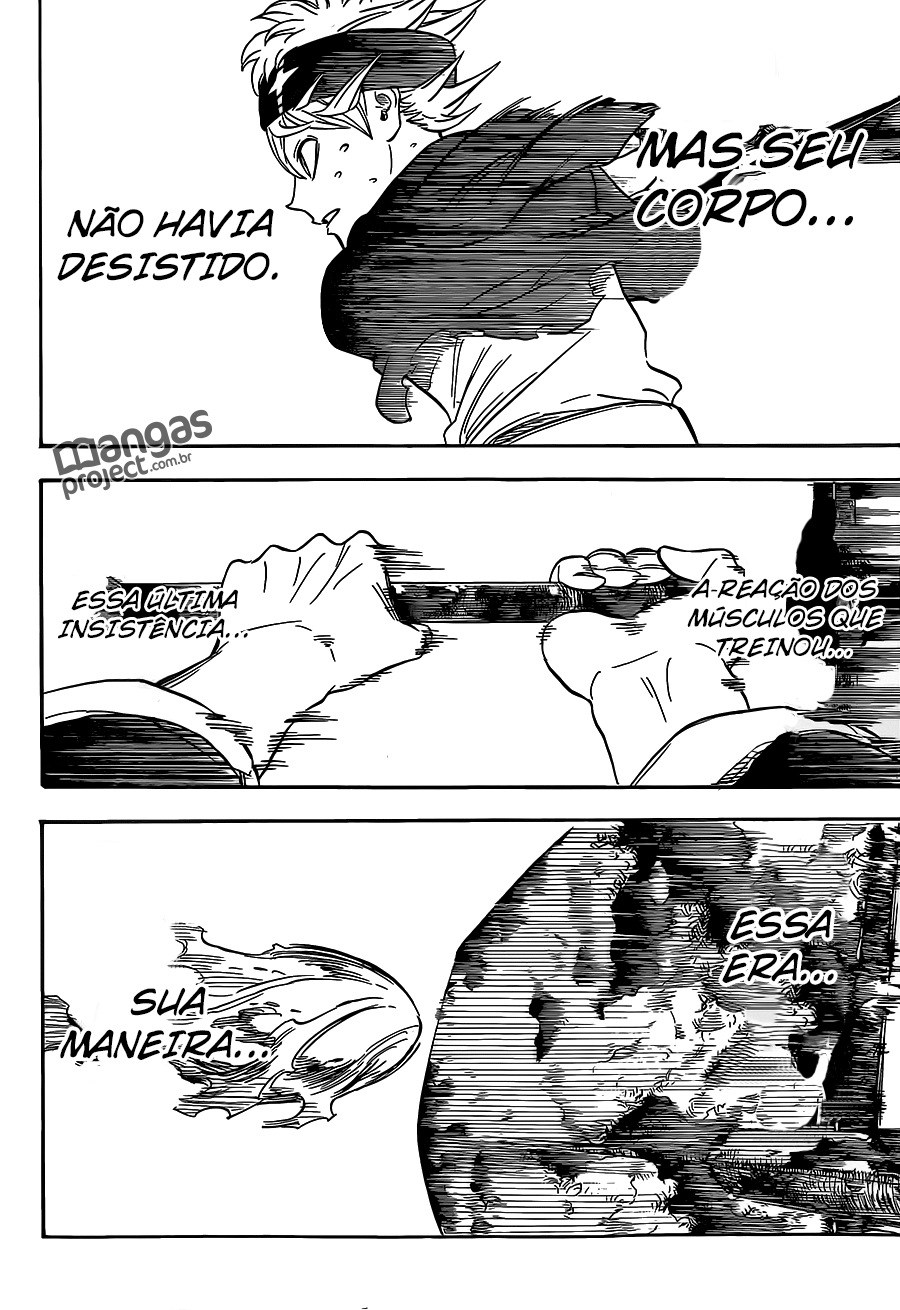 MAS SEU
CORPO...
NÃO HAVIA
DESISTIDO.
mangas
project.com.br
A REAÇÃO DOS
MÚSCULOS QUE
TREINOU...
ESSA ÚLTIMA
INSISTÊNCIA...
ESSA
ERA...
SUA
MANEIRA...